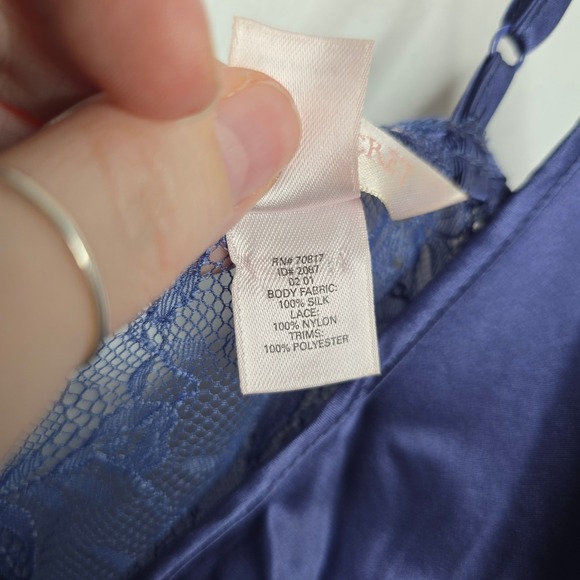 RN# 70817
ID# 2087
02 01
BODY FABRIC:
100% SILK
LACE:
100% NYLON
TRIMS:
100% POLYESTER